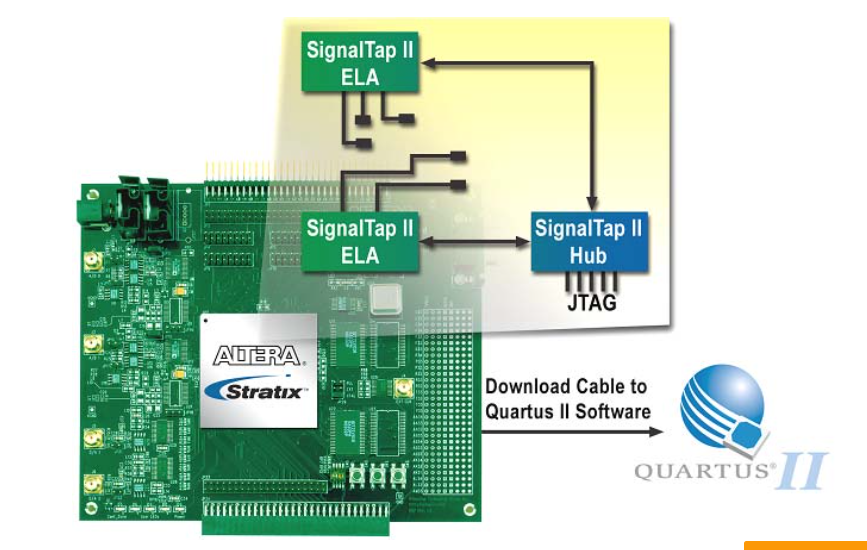 SignalTap II
ELA
SignalTap II
ELA
SignalTap II
Hub
JTAG
ALTERA.
Stratix™
Download Cable to
Quartus II Software
QUARTUS® II